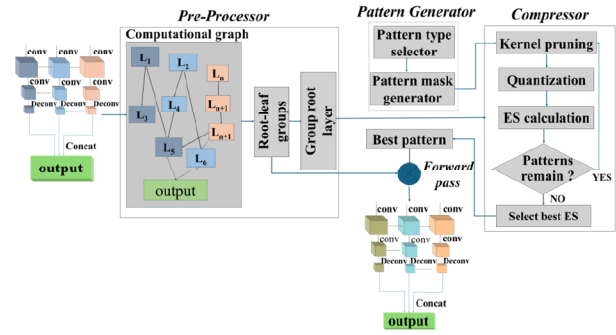 Pre-Processor
Pattern Generator
Compressor
conv
conv
conv
conv
conv
conv
Deconv
Deconv
Deconv
Concat
output
Computational graph
L1
L2
Ln
L3
L4
Ln+1
Ln+1
L5
L6
output
Root-leaf
groups
Group root
layer
Pattern type
selector
Pattern mask
generator
Kernel pruning
Quantization
ES calculation
Patterns
remain ?
YES
NO
Select best ES
Best pattern
Forward
pass
conv
conv
conv
conv
conv
conv
Deconv
Deconv
Deconv
Concat
output